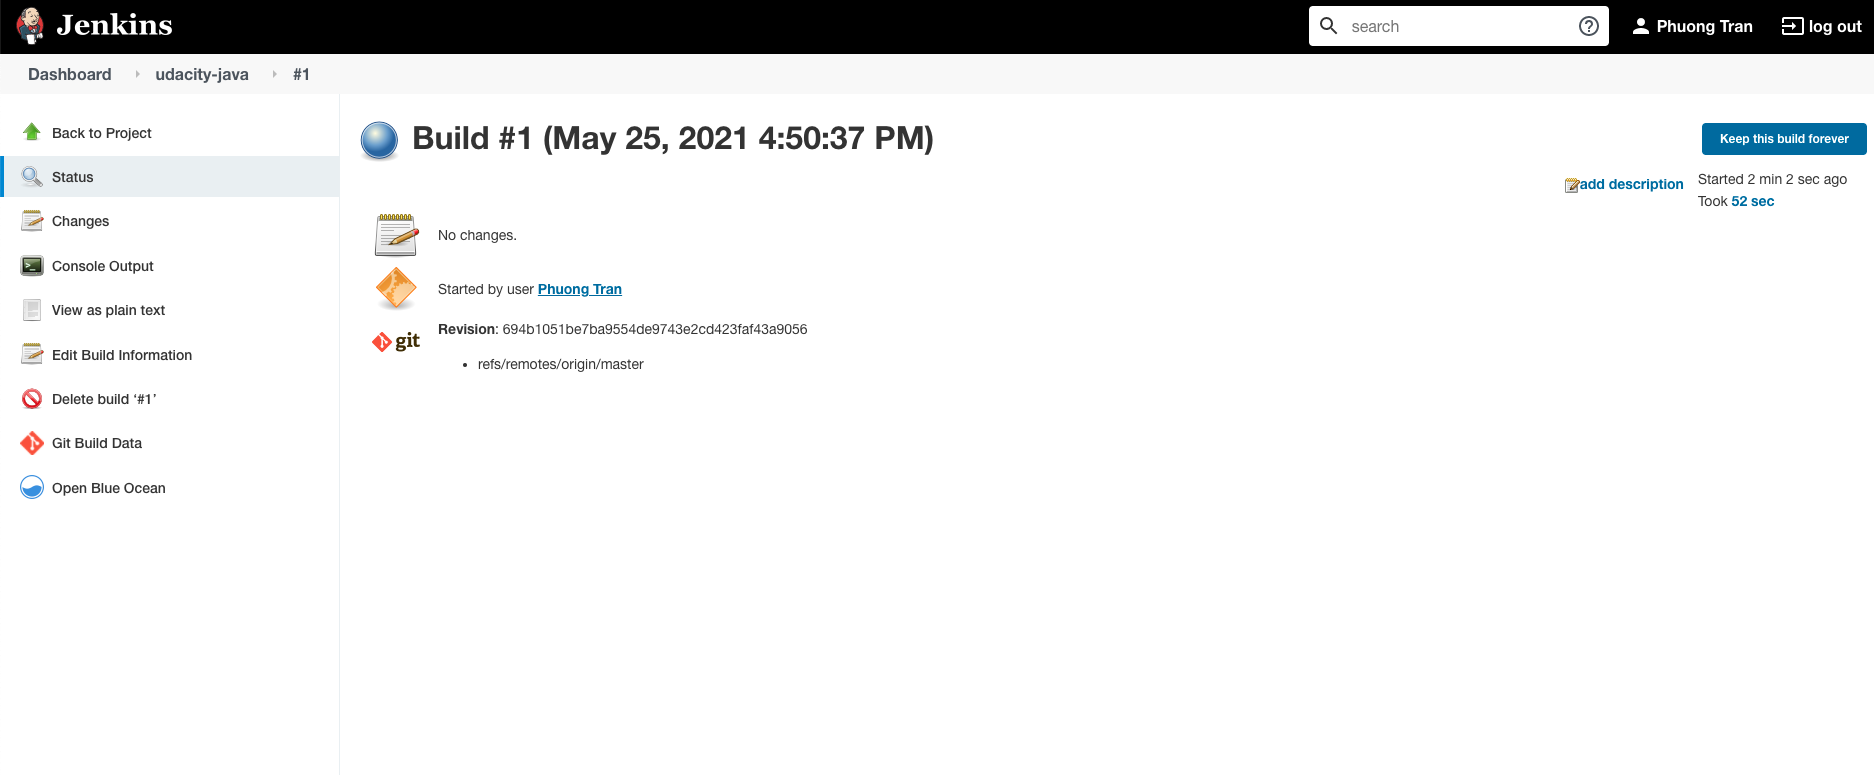 Jenkins
search
Phuong Tran
log out
Dashboard
udacity-java
#1
Back to Project
Status
Changes
Console Output
View as plain text
Edit Build Information
Delete build ‘#1’
Git Build Data
Open Blue Ocean
Build #1 (May 25, 2021 4:50:37 PM)
Keep this build forever
add description
Started 2 min 2 sec ago
Took 52 sec
No changes.
Started by user Phuong Tran
git
Revision: 694b1051be7ba9554de9743e2cd423faf43a9056
• refs/remotes/origin/master